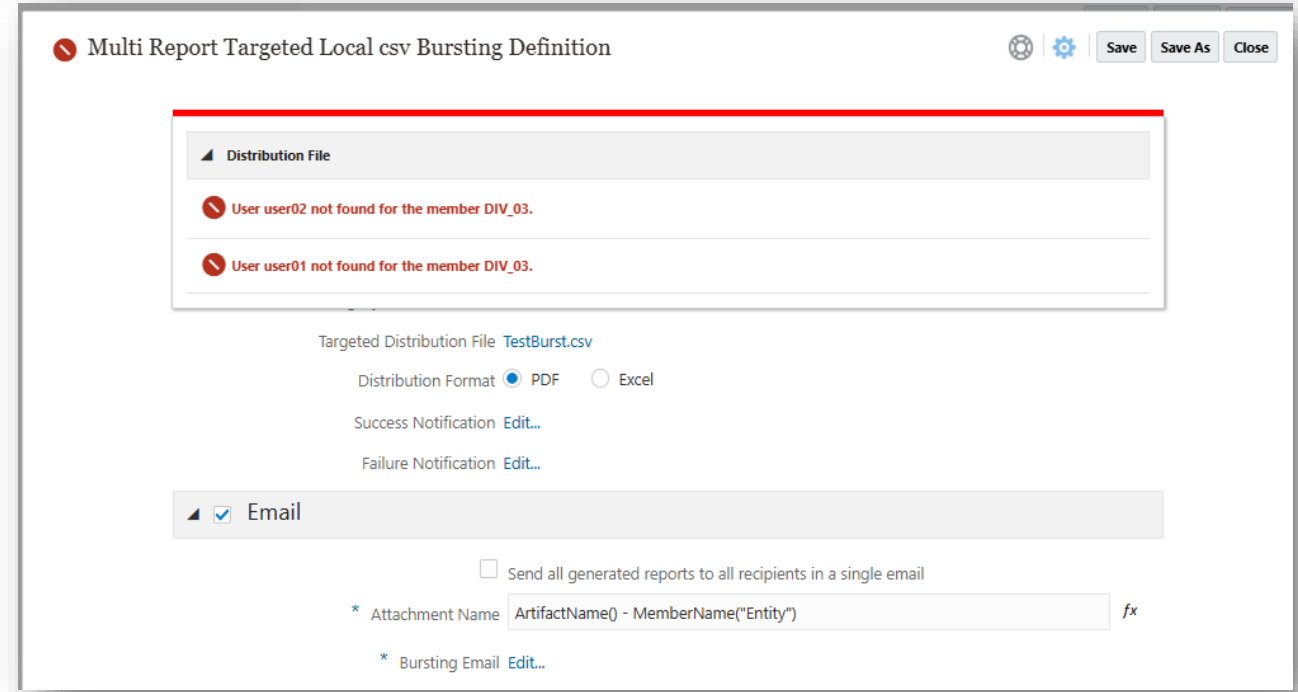 Multi Report Targeted Local csv Bursting Definition
Save
Save As
Close
Distribution File
User user02 not found for the member DIV_03.
User user01 not found for the member DIV_03.
Targeted Distribution File TestBurst.csv
Distribution Format PDF Excel
Success Notification Edit...
Failure Notification Edit...
Email
Send all generated reports to all recipients in a single email
* Attachment Name ArtifactName() - MemberName("Entity") fx
* Bursting Email Edit...